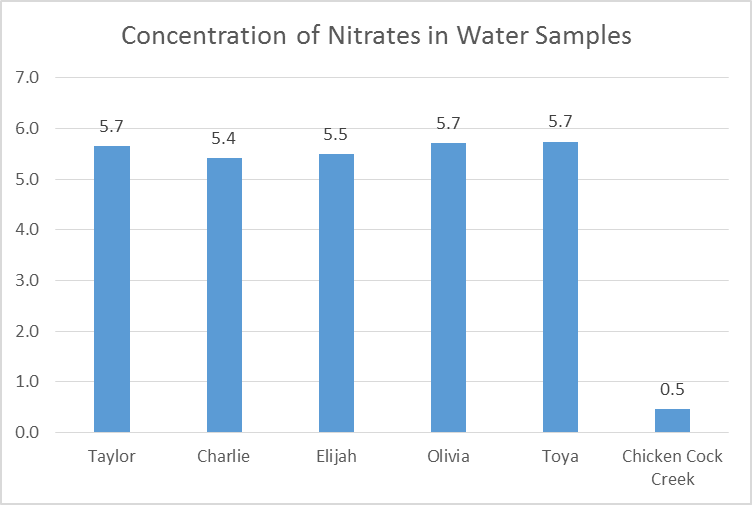 Concentration of Nitrates in Water Samples
7.0
6.0
5.0
4.0
3.0
2.0
1.0
0.0
5.7
5.4
5.5
5.7
5.7
0.5
Taylor
Charlie
Elijah
Olivia
Toya
Chicken Cock
Creek